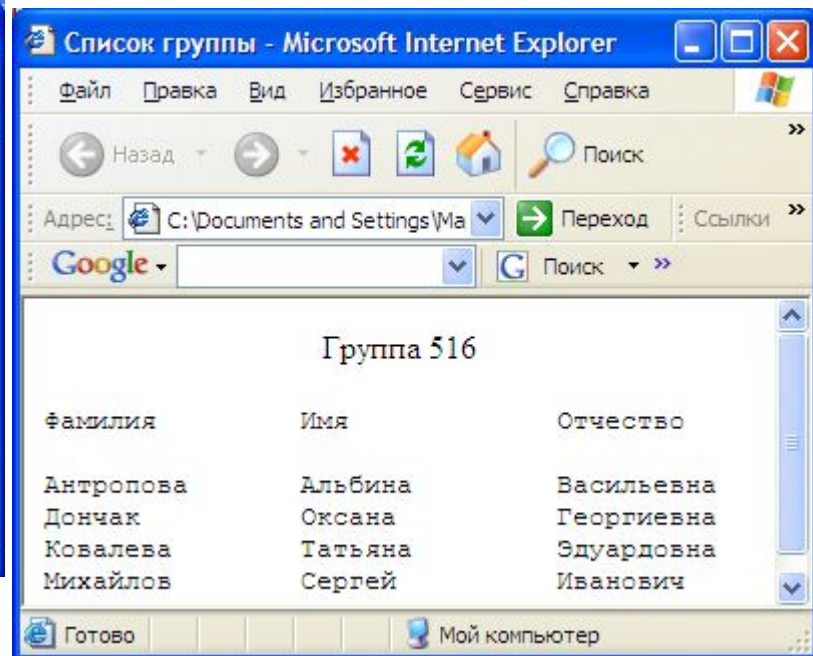 Список группы - Microsoft Internet Explorer
Файл Правка Вид Избранное Сервис Справка
Назад Поиск »
Адрес: C:\Documents and Settings\Ma Переход Ссылки »
Google G Поиск »
Группа 516
Фамилия Имя Отчество
Антропова Альбина Васильевна
Дончак Оксана Георгиевна
Ковалева Татьяна Эдуардовна
Михайлов Сергей Иванович
Готово Мой компьютер